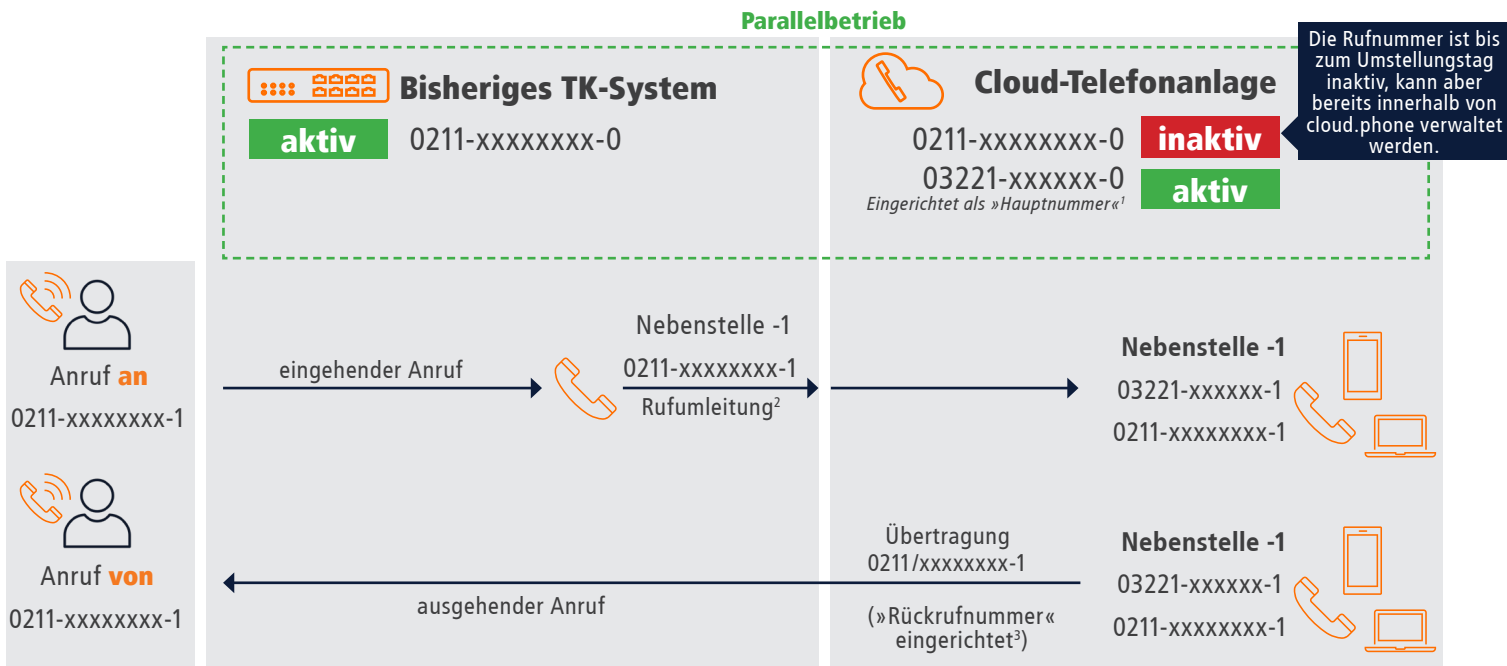 Parallelbetrieb
Bisheriges TK-System
aktiv 0211-xxxxxxxx-0
Cloud-Telefonanlage
0211-xxxxxxxx-0 inaktiv
03221-xxxxxx-0 aktiv
Eingerichtet als »Hauptnummer«¹
Die Rufnummer ist bis
zum Umstellungstag
inaktiv, kann aber
bereits innerhalb von
cloud.phone verwaltet
werden.
Anruf an
0211-xxxxxxxx-1
eingehender Anruf
Nebenstelle -1
0211-xxxxxxxx-1
Rufumleitung²
Nebenstelle -1
03221-xxxxxx-1
0211-xxxxxxxx-1
Anruf von
0211-xxxxxxxx-1
ausgehender Anruf
Übertragung
0211/xxxxxxxx-1
(»Rückrufnummer«
eingerichtet³)
Nebenstelle -1
03221-xxxxxx-1
0211-xxxxxxxx-1